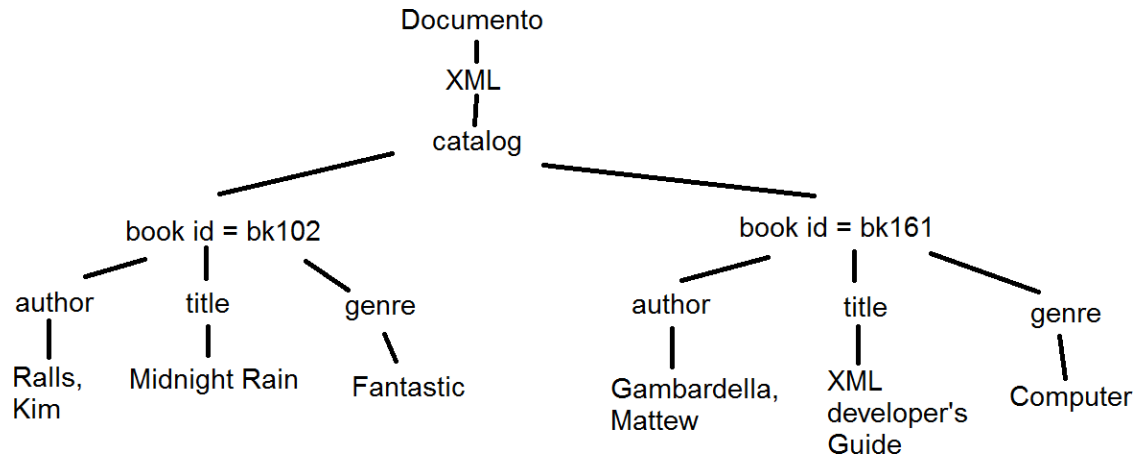 Documento
XML
catalog
book id = bk102
book id = bk161
author
title
genre
author
title
genre
Ralls,
Kim
Midnight Rain
Fantastic
Gambardella,
Mattew
XML
developer's
Guide
Computer